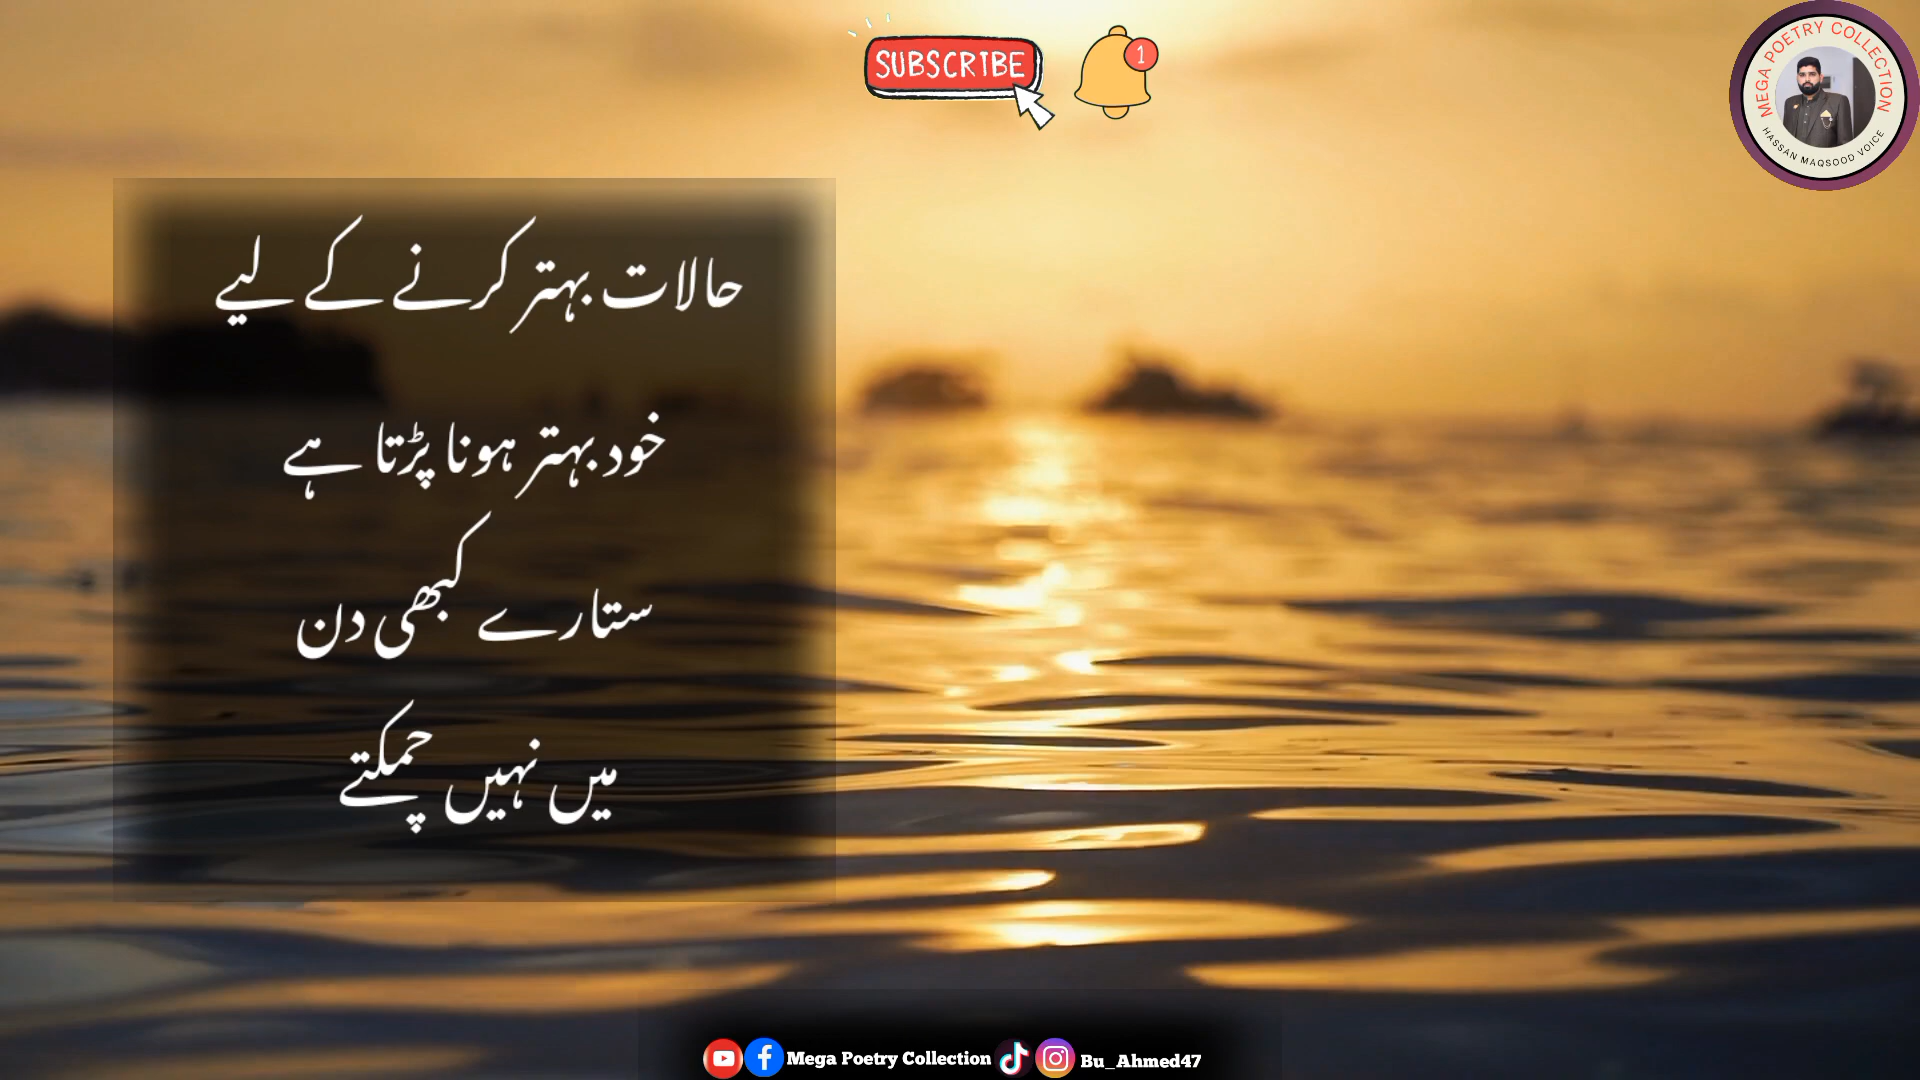 SUBSCRIBE
1
MEGA POETRY COLLECTION
HASSAN MAQSOOD VOICE
حالات بہتر کرنے کے لیے
خود بہتر ہونا پڑتا ہے
ستارے کبھی دن
میں نہیں چمکتے
Mega Poetry Collection Bu_Ahmed47